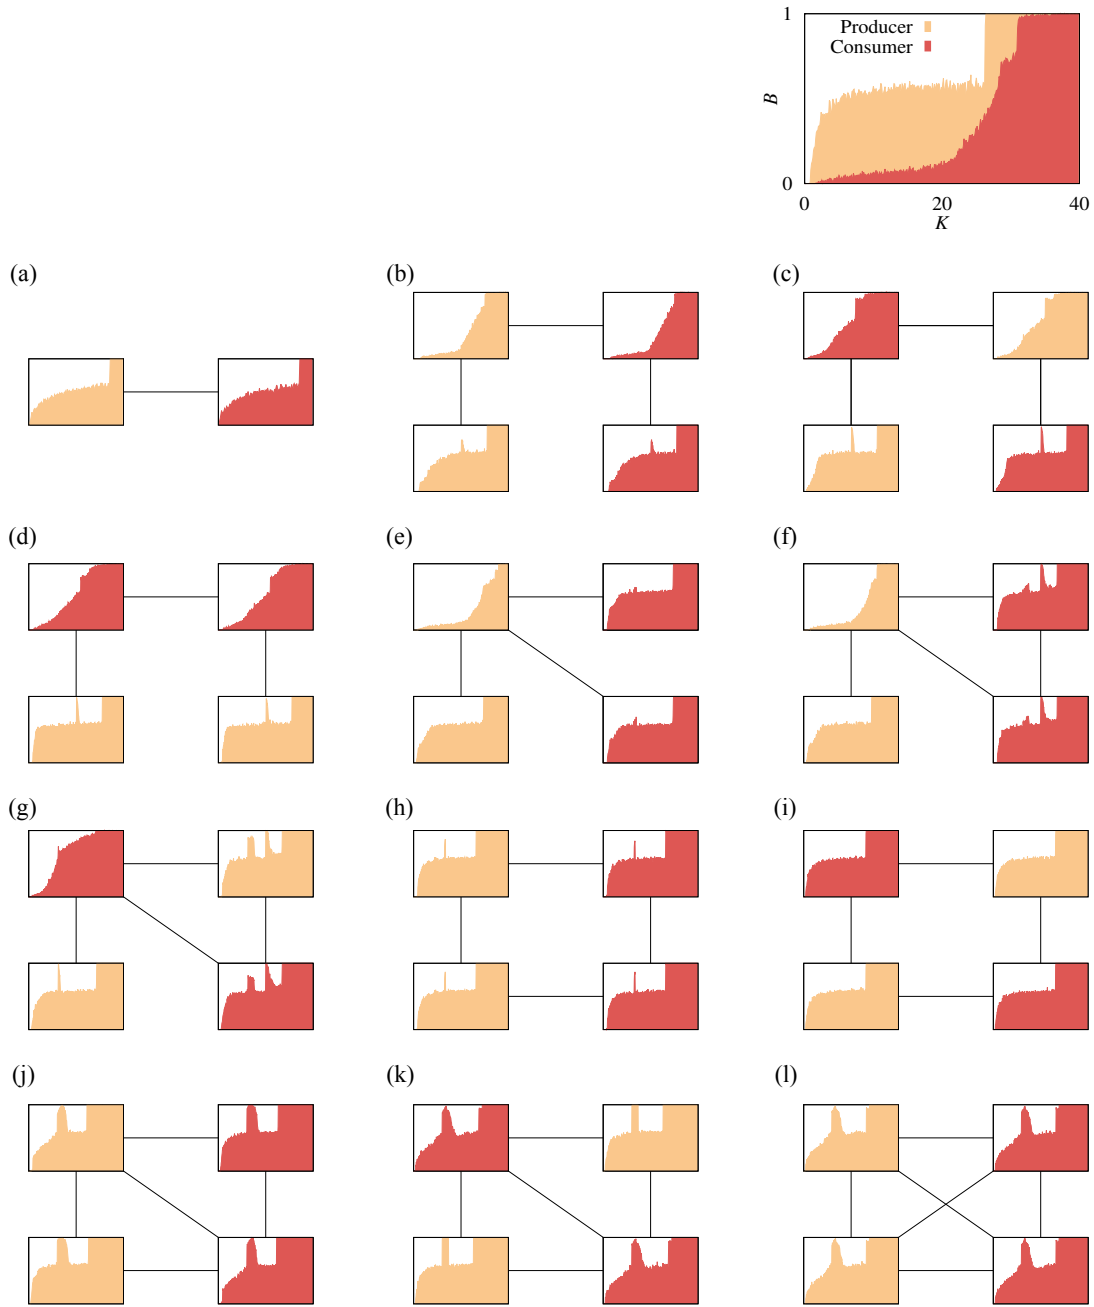 1
Producer
Consumer
B
0
0 20 40
K
(a) (b) (c)
(d) (e) (f)
(g) (h) (i)
(j) (k) (l)